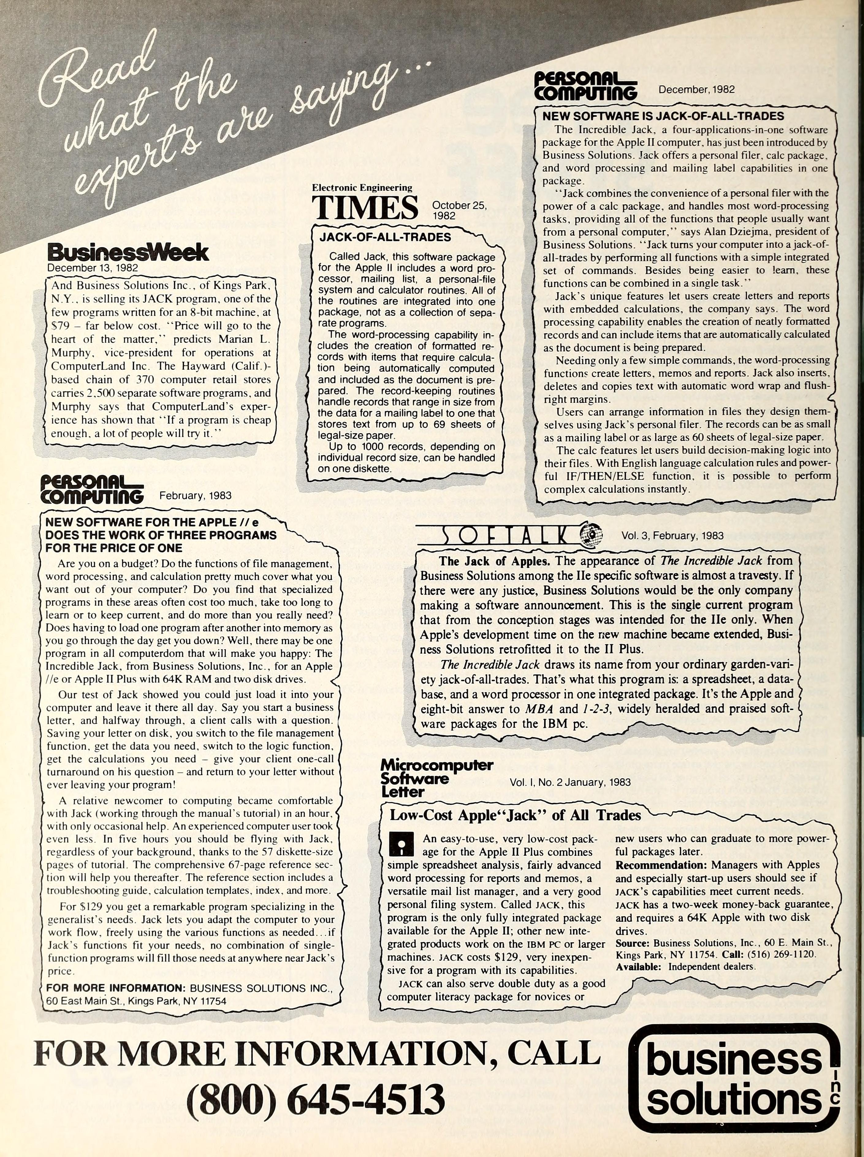 Read
what the
experts are saying...
BusinessWeek
December 13, 1982
And Business Solutions Inc., of Kings Park,
N.Y., is selling its JACK program, one of the
few programs written for an 8-bit machine, at
$79 – far below cost. "Price will go to the
heart of the matter," predicts Marian L.
Murphy, vice-president for operations at
ComputerLand Inc. The Hayward (Calif.)-
based chain of 370 computer retail stores
carries 2,500 separate software programs, and
Murphy says that ComputerLand's exper-
ience has shown that "If a program is cheap
enough, a lot of people will try it."
Electronic Engineering
TIMES
October 25,
1982
JACK-OF-ALL-TRADES
Called Jack, this software package
for the Apple II includes a word pro-
cessor, mailing list, a personal-file
system and calculator routines. All of
the routines are integrated into one
package, not as a collection of sepa-
rate programs.
The word-processing capability in-
cludes the creation of formatted re-
cords with items that require calcula-
tion being automatically computed
and included as the document is pre-
pared. The record-keeping routines
handle records that range in size from
the data for a mailing label to one that
stores text from up to 69 sheets of
legal-size paper.
Up to 1000 records, depending on
individual record size, can be handled
on one diskette.
PERSONAL
COMPUTING
December, 1982
NEW SOFTWARE IS JACK-OF-ALL-TRADES
The Incredible Jack, a four-applications-in-one software
package for the Apple II computer, has just been introduced by
Business Solutions. Jack offers a personal filer, calc package,
and word processing and mailing label capabilities in one
package.
"Jack combines the convenience of a personal filer with the
power of a calc package, and handles most word-processing
tasks, providing all of the functions that people usually want
from a personal computer," says Alan Dziejma, president of
Business Solutions. "Jack turns your computer into a jack-of-
all-trades by performing all functions with a simple integrated
set of commands. Besides being easier to learn, these
functions can be combined in a single task."
Jack's unique features let users create letters and reports
with embedded calculations, the company says. The word
processing capability enables the creation of neatly formatted
records and can include items that are automatically calculated
as the document is being prepared.
Needing only a few simple commands, the word-processing
functions create letters, memos and reports. Jack also inserts,
deletes and copies text with automatic word wrap and flush-
right margins.
Users can arrange information in files they design them-
selves using Jack's personal filer. The records can be as small
as a mailing label or as large as 60 sheets of legal-size paper.
The calc features let users build decision-making logic into
their files. With English language calculation rules and power-
ful IF/THEN/ELSE function, it is possible to perform
complex calculations instantly.
PERSONAL
COMPUTING
February, 1983
NEW SOFTWARE FOR THE APPLE // e
DOES THE WORK OF THREE PROGRAMS
FOR THE PRICE OF ONE
Are you on a budget? Do the functions of file management,
word processing, and calculation pretty much cover what you
want out of your computer? Do you find that specialized
programs in these areas often cost too much, take too long to
learn or to keep current, and do more than you really need?
Does having to load one program after another into memory as
you go through the day get you down? Well, there may be one
program in all computerdom that will make you happy: The
Incredible Jack, from Business Solutions, Inc., for an Apple
//e or Apple II Plus with 64K RAM and two disk drives.
Our test of Jack showed you could just load it into your
computer and leave it there all day. Say you start a business
letter, and halfway through, a client calls with a question.
Saving your letter on disk, you switch to the file management
function, get the data you need, switch to the logic function,
get the calculations you need – give your client one-call
turnaround on his question – and return to your letter without
ever leaving your program!
A relative newcomer to computing became comfortable
with Jack (working through the manual's tutorial) in an hour,
with only occasional help. An experienced computer user took
even less. In five hours you should be flying with Jack,
regardless of your background, thanks to the 57 diskette-size
pages of tutorial. The comprehensive 67-page reference sec-
tion will help you thereafter. The reference section includes a
troubleshooting guide, calculation templates, index, and more.
For $129 you get a remarkable program specializing in the
generalist's needs. Jack lets you adapt the computer to your
work flow, freely using the various functions as needed...if
Jack's functions fit your needs, no combination of single-
function programs will fill those needs at anywhere near Jack's
price.
FOR MORE INFORMATION: BUSINESS SOLUTIONS INC.,
60 East Main St., Kings Park, NY 11754
SOFTALK
Vol. 3, February, 1983
The Jack of Apples. The appearance of The Incredible Jack from
Business Solutions among the IIe specific software is almost a travesty. If
there were any justice, Business Solutions would be the only company
making a software announcement. This is the single current program
that from the conception stages was intended for the IIe only. When
Apple's development time on the new machine became extended, Busi-
ness Solutions retrofitted it to the II Plus.
The Incredible Jack draws its name from your ordinary garden-vari-
ety jack-of-all-trades. That's what this program is: a spreadsheet, a data-
base, and a word processor in one integrated package. It's the Apple and
eight-bit answer to MBA and 1-2-3, widely heralded and praised soft-
ware packages for the IBM pc.
Microcomputer
Software
Letter
Vol. I, No. 2 January, 1983
Low-Cost Apple "Jack" of All Trades
An easy-to-use, very low-cost pack-
age for the Apple II Plus combines
simple spreadsheet analysis, fairly advanced
word processing for reports and memos, a
versatile mail list manager, and a very good
personal filing system. Called JACK, this
program is the only fully integrated package
available for the Apple II; other new inte-
grated products work on the IBM PC or larger
machines. JACK costs $129, very inexpen-
sive for a program with its capabilities.
JACK can also serve double duty as a good
computer literacy package for novices or
new users who can graduate to more power-
ful packages later.
Recommendation: Managers with Apples
and especially start-up users should see if
JACK's capabilities meet current needs.
JACK has a two-week money-back guarantee,
and requires a 64K Apple with two disk
drives.
Source: Business Solutions, Inc., 60 E. Main St.,
Kings Park, NY 11754. Call: (516) 269-1120.
Available: Independent dealers.
FOR MORE INFORMATION, CALL
(800) 645-4513
business
solutions
inc